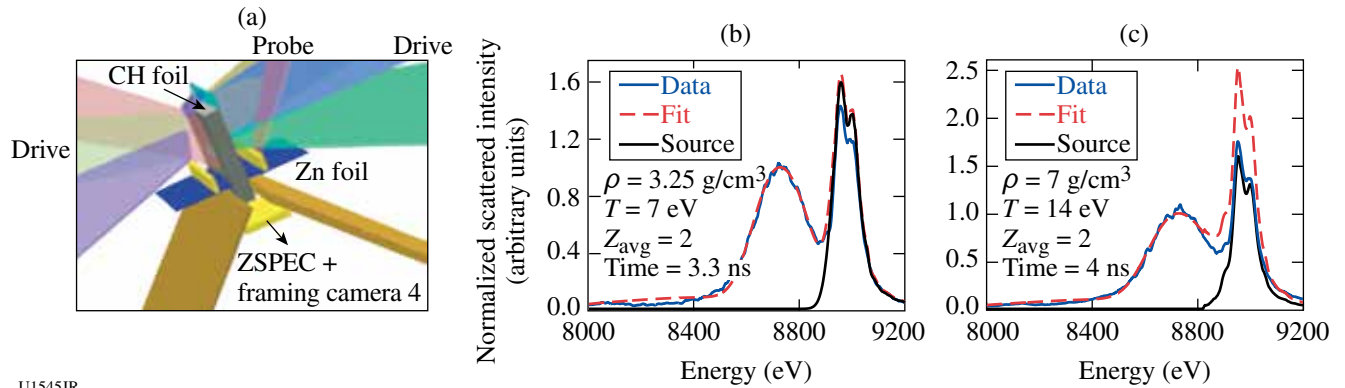 (a)
Probe
Drive
CH foil
Drive
Zn foil
ZSPEC +
framing camera 4
U1545JR
(b)
Normalized scattered intensity
(arbitrary units)
1.6
1.2
0.8
0.4
0.0
Data
Fit
Source
ρ = 3.25 g/cm³
T = 7 eV
Zavg = 2
Time = 3.3 ns
8000
8400
8800
9200
Energy (eV)
(c)
2.5
2.0
1.5
1.0
0.5
0.0
Data
Fit
Source
ρ = 7 g/cm³
T = 14 eV
Zavg = 2
Time = 4 ns
8000
8400
8800
9200
Energy (eV)